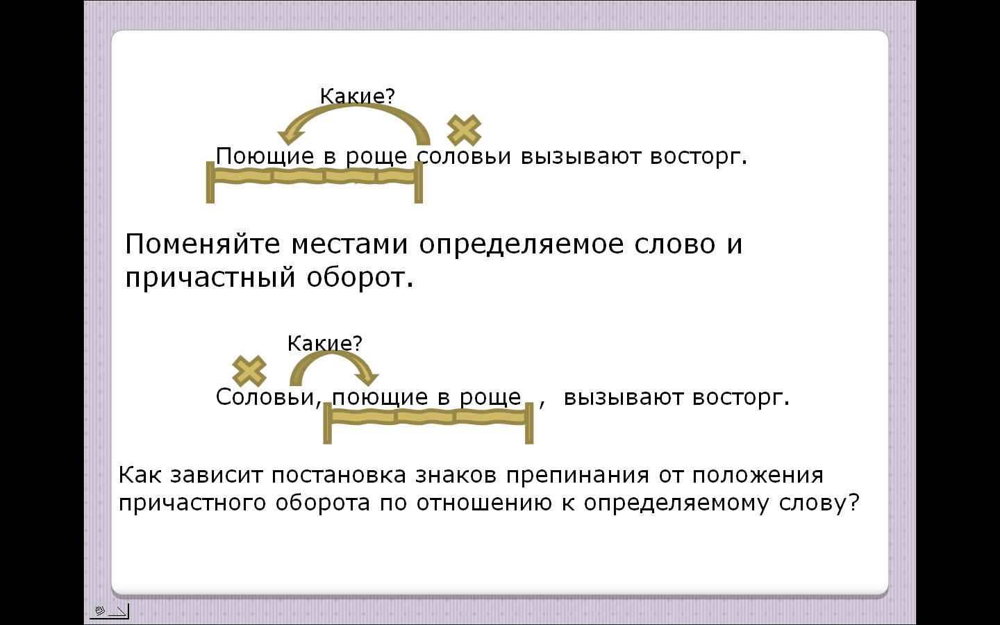 Какие?
Поющие в роще соловьи вызывают восторг.
Поменяйте местами определяемое слово и
причастный оборот.
Какие?
Соловьи, поющие в роще , вызывают восторг.
Как зависит постановка знаков препинания от положения
причастного оборота по отношению к определяемому слову?